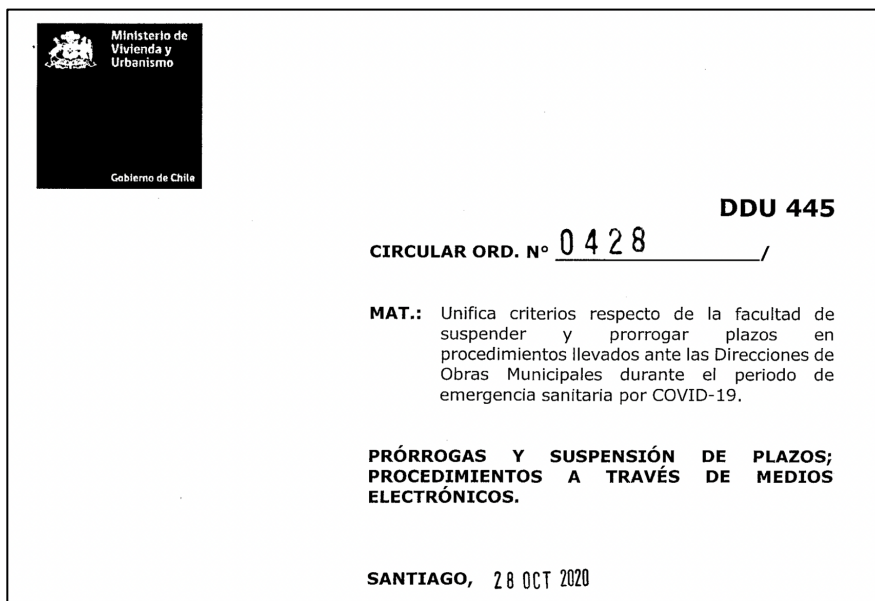 Ministerio de
Vivienda y
Urbanismo
Gobierno de Chile
DDU 445
CIRCULAR ORD. Nº 0428 /
MAT.: Unifica criterios respecto de la facultad de
suspender y prorrogar plazos en
procedimientos llevados ante las Direcciones de
Obras Municipales durante el periodo de
emergencia sanitaria por COVID-19.
PRÓRROGAS Y SUSPENSIÓN DE PLAZOS;
PROCEDIMIENTOS A TRAVÉS DE MEDIOS
ELECTRÓNICOS.
SANTIAGO, 28 OCT 2020